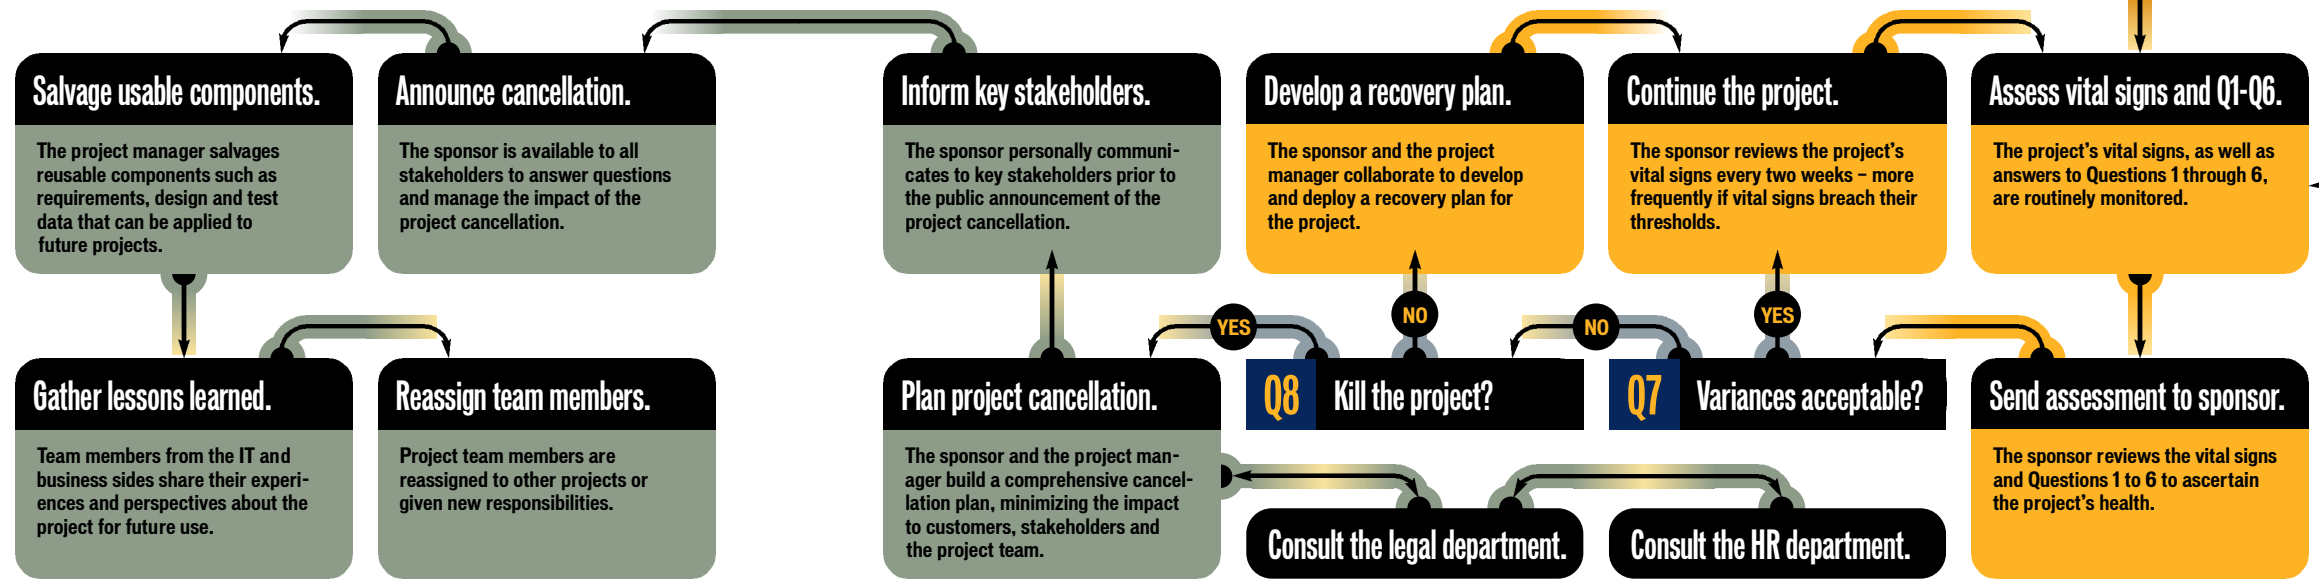 Salvage usable components.
The project manager salvages
reusable components such as
requirements, design and test
data that can be applied to
future projects.
Announce cancellation.
The sponsor is available to all
stakeholders to answer questions
and manage the impact of the
project cancellation.
Inform key stakeholders.
The sponsor personally communi-
cates to key stakeholders prior to
the public announcement of the
project cancellation.
Develop a recovery plan.
The sponsor and the project
manager collaborate to develop
and deploy a recovery plan for
the project.
Continue the project.
The sponsor reviews the project's
vital signs every two weeks – more
frequently if vital signs breach their
thresholds.
Assess vital signs and Q1-Q6.
The project's vital signs, as well as
answers to Questions 1 through 6,
are routinely monitored.
YES
NO
NO
YES
Gather lessons learned.
Team members from the IT and
business sides share their experi-
ences and perspectives about the
project for future use.
Reassign team members.
Project team members are
reassigned to other projects or
given new responsibilities.
Plan project cancellation.
The sponsor and the project man-
ager build a comprehensive cancel-
lation plan, minimizing the impact
to customers, stakeholders and
the project team.
Q8 Kill the project?
Q7 Variances acceptable?
Send assessment to sponsor.
The sponsor reviews the vital signs
and Questions 1 to 6 to ascertain
the project's health.
Consult the legal department.
Consult the HR department.